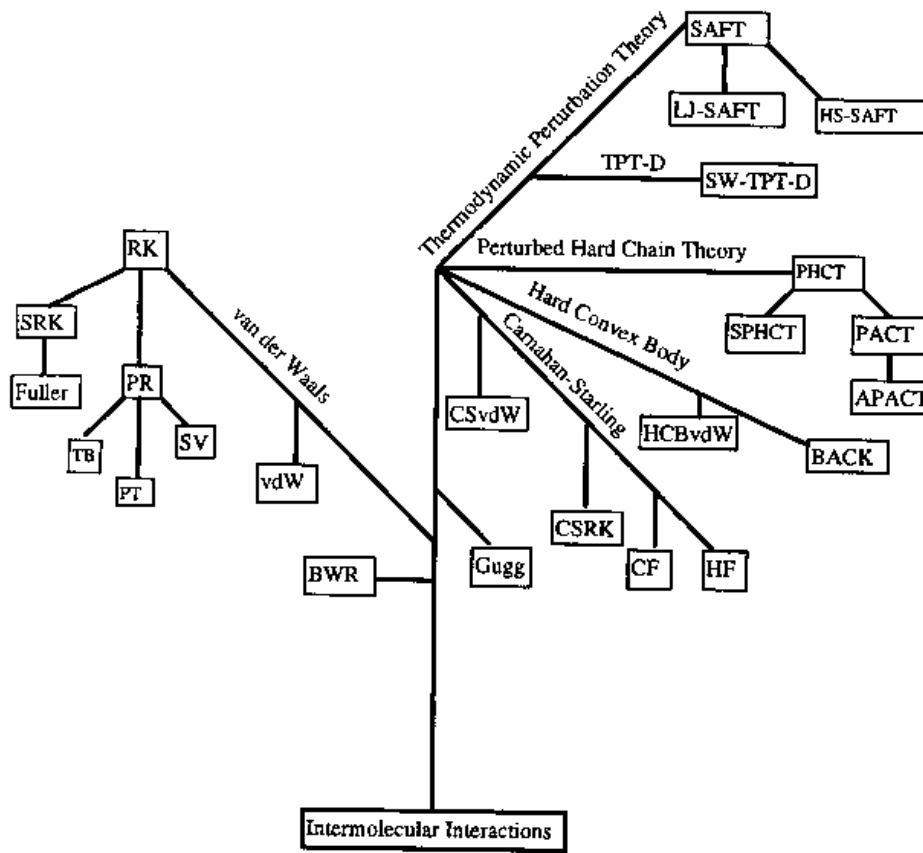 SAFT
Thermodynamic Perturbation Theory
LJ-SAFT
HS-SAFT
TPT-D
SW-TPT-D
RK
Perturbed Hard Chain Theory
PHCT
SRK
van der Waals
Hard Convex Body
SPHCT
PACT
Carnahan-Starling
Fuller
PR
CSvdW
HCBvdW
APACT
TB
SV
BACK
PT
vdW
CSRK
BWR
Gugg
CF
HF
Intermolecular Interactions